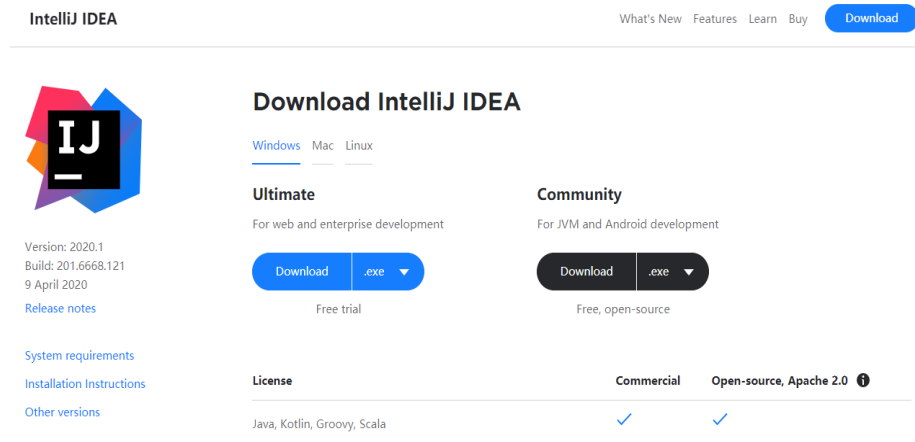 IntelliJ IDEA
What's New Features Learn Buy Download
IJ
Download IntelliJ IDEA
Windows Mac Linux
Ultimate
For web and enterprise development
Download .exe
Free trial
Community
For JVM and Android development
Download .exe
Free, open-source
Version: 2020.1
Build: 201.6668.121
9 April 2020
Release notes
System requirements
Installation Instructions
Other versions
License Commercial Open-source, Apache 2.0
Java, Kotlin, Groovy, Scala